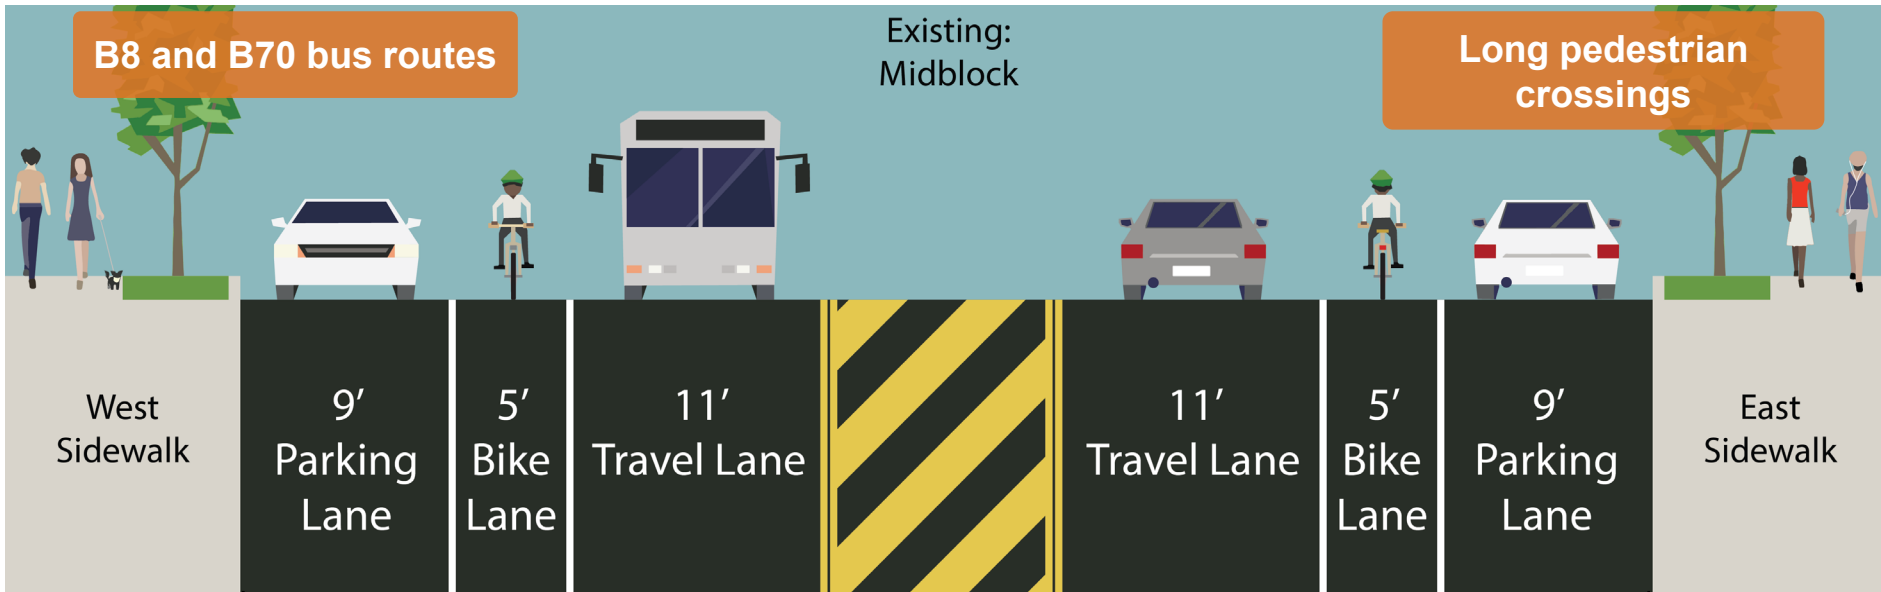 B8 and B70 bus routes
Existing:
Midblock
Long pedestrian
crossings
West
Sidewalk
9’
Parking
Lane
5’
Bike
Lane
11’
Travel Lane
11’
Travel Lane
5’
Bike
Lane
9’
Parking
Lane
East
Sidewalk